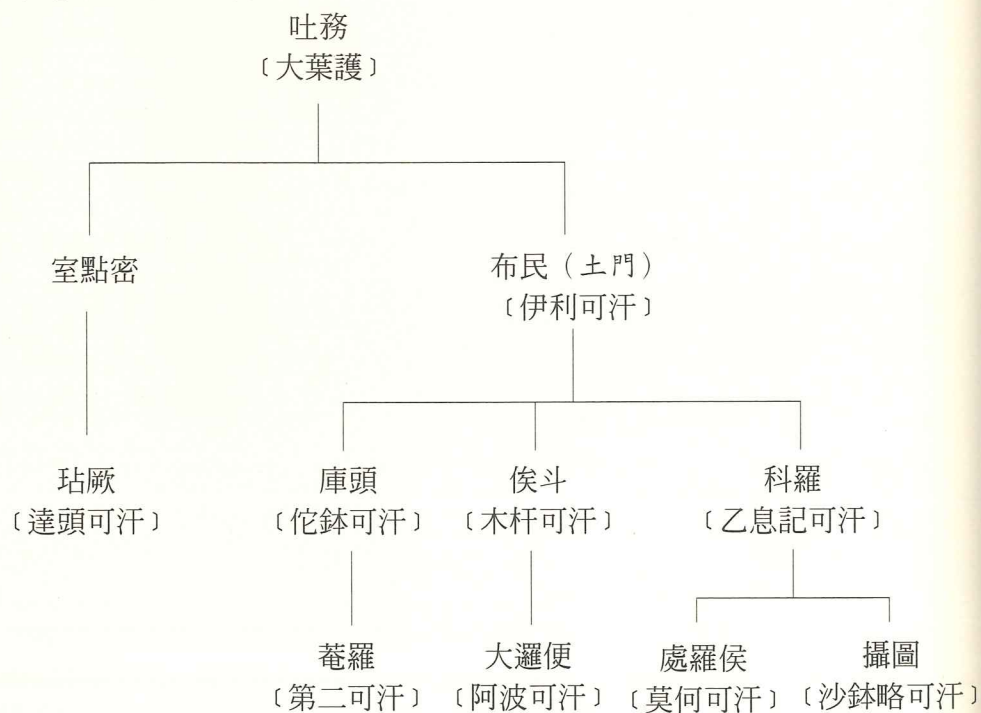 吐務
〔大葉護〕
室點密
布民（土門）
〔伊利可汗〕
玷厥
〔達頭可汗〕
庫頭
〔佗鉢可汗〕
俟斗
〔木杆可汗〕
科羅
〔乙息記可汗〕
菴羅
〔第二可汗〕
大邏便
〔阿波可汗〕
處羅侯
〔莫何可汗〕
攝圖
〔沙鉢略可汗〕